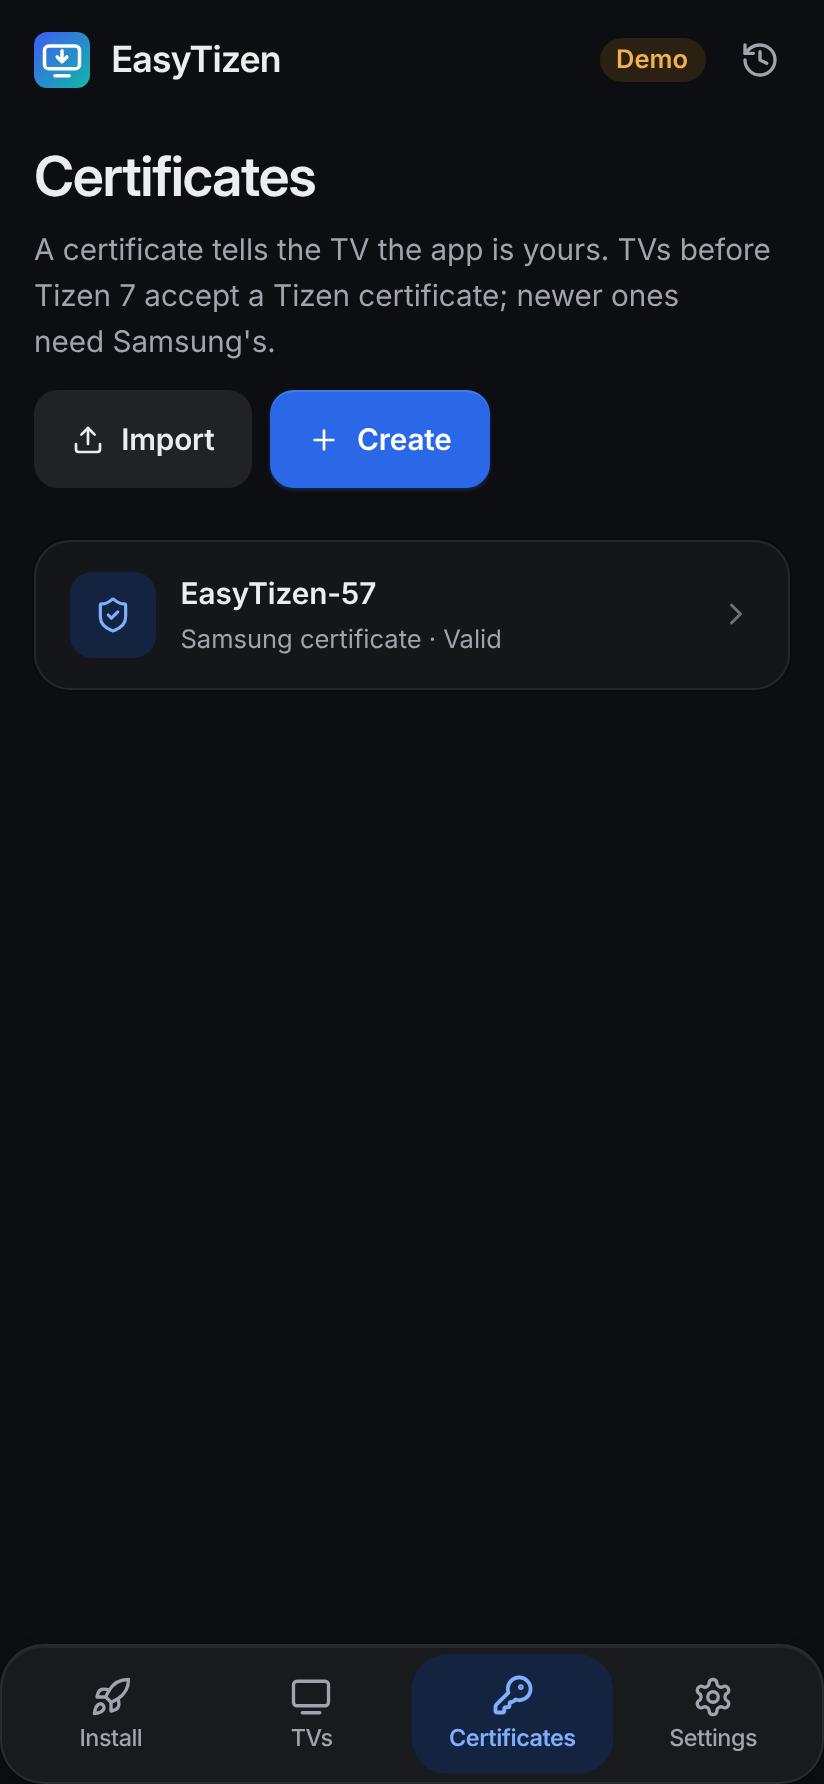 EasyTizen
Demo
Certificates
A certificate tells the TV the app is yours. TVs before
Tizen 7 accept a Tizen certificate; newer ones
need Samsung's.
Import
Create
EasyTizen-57
Samsung certificate · Valid
Install
TVs
Certificates
Settings